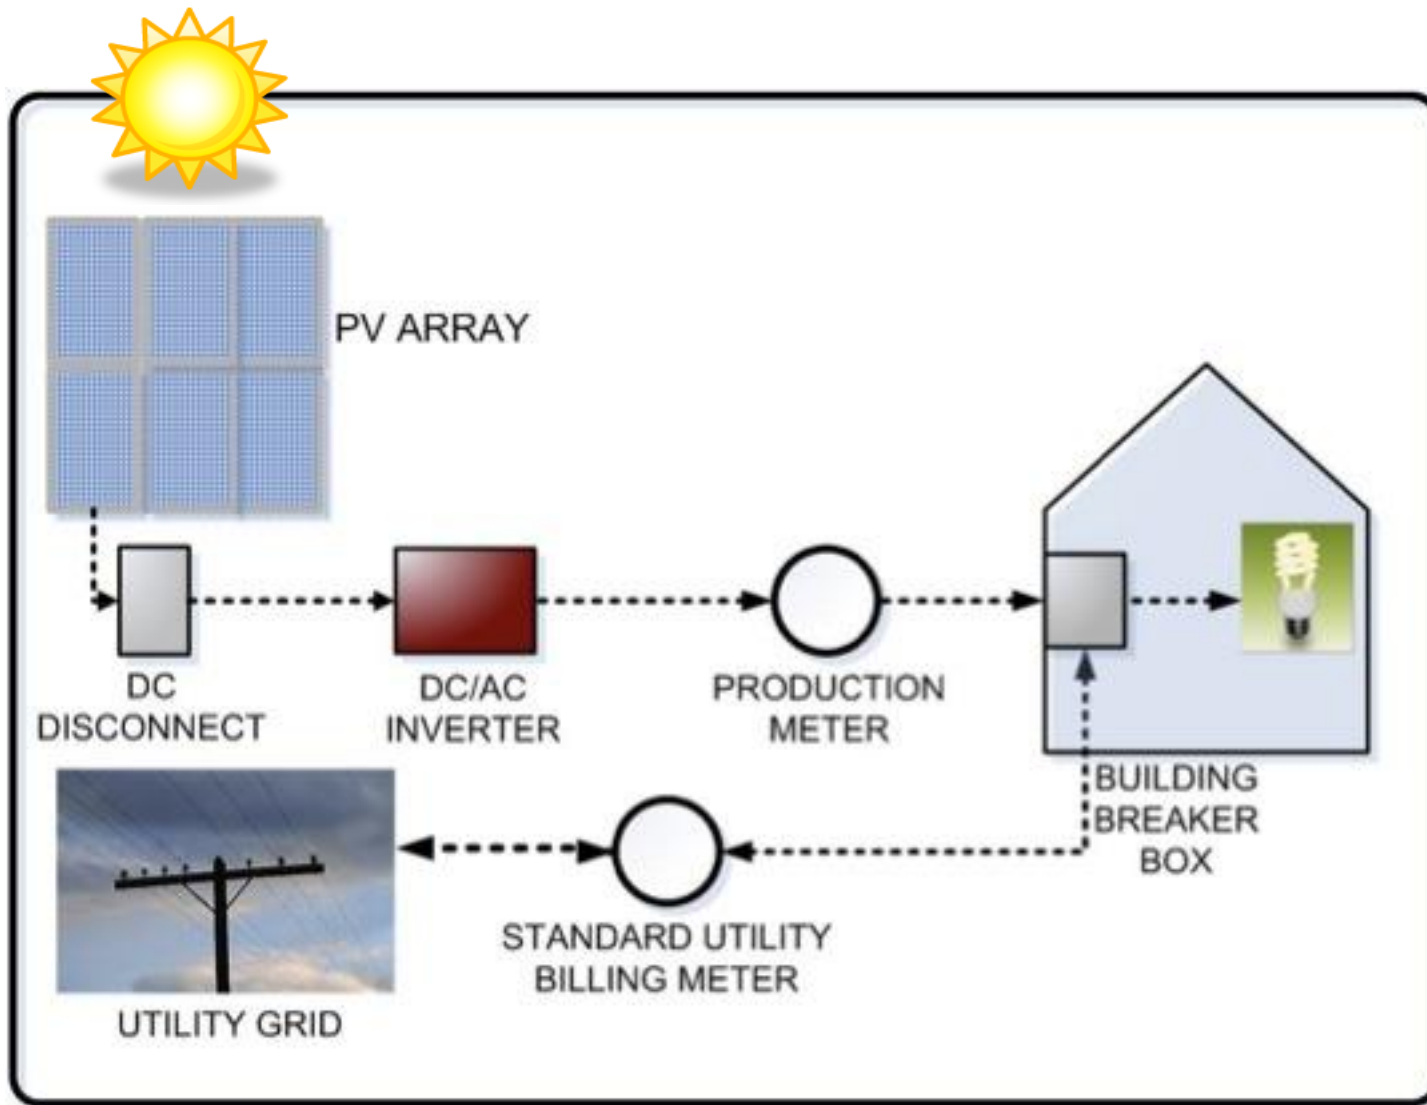 PV ARRAY
DC
DISCONNECT
DC/AC
INVERTER
PRODUCTION
METER
BUILDING
BREAKER
BOX
STANDARD UTILITY
BILLING METER
UTILITY GRID